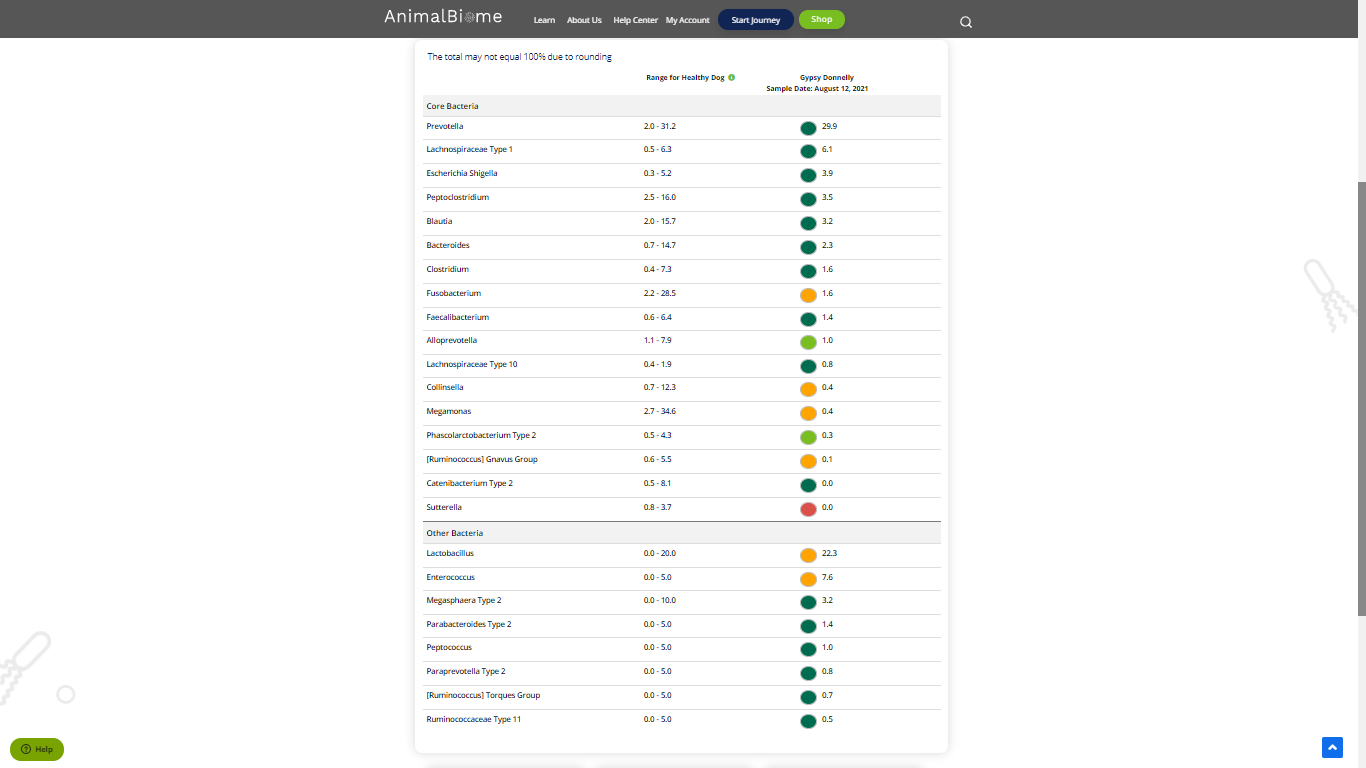 AnimalBiome
Learn About Us Help Center My Account Start Journey Shop
The total may not equal 100% due to rounding
Range for Healthy Dog Gypsy Donnelly
Sample Date: August 12, 2021
Core Bacteria
Prevotella 2.0 - 31.2 29.9
Lachnospiraceae Type 1 0.5 - 6.3 6.1
Escherichia Shigella 0.3 - 5.2 3.9
Peptoclostridium 2.5 - 16.0 3.5
Blautia 2.0 - 15.7 3.2
Bacteroides 0.7 - 14.7 2.3
Clostridium 0.4 - 7.3 1.6
Fusobacterium 2.2 - 28.5 1.6
Faecalibacterium 0.6 - 6.4 1.4
Alloprevotella 1.1 - 7.9 1.0
Lachnospiraceae Type 10 0.4 - 1.9 0.8
Collinsella 0.7 - 12.3 0.4
Megamonas 2.7 - 34.6 0.4
Phascolarctobacterium Type 2 0.5 - 4.3 0.3
[Ruminococcus] Gnavus Group 0.6 - 5.5 0.1
Catenibacterium Type 2 0.5 - 8.1 0.0
Sutterella 0.8 - 3.7 0.0
Other Bacteria
Lactobacillus 0.0 - 20.0 22.3
Enterococcus 0.0 - 5.0 7.6
Megasphaera Type 2 0.0 - 10.0 3.2
Parabacteroides Type 2 0.0 - 5.0 1.4
Peptococcus 0.0 - 5.0 1.0
Paraprevotella Type 2 0.0 - 5.0 0.8
[Ruminococcus] Torques Group 0.0 - 5.0 0.7
Ruminococcaceae Type 11 0.0 - 5.0 0.5
Help